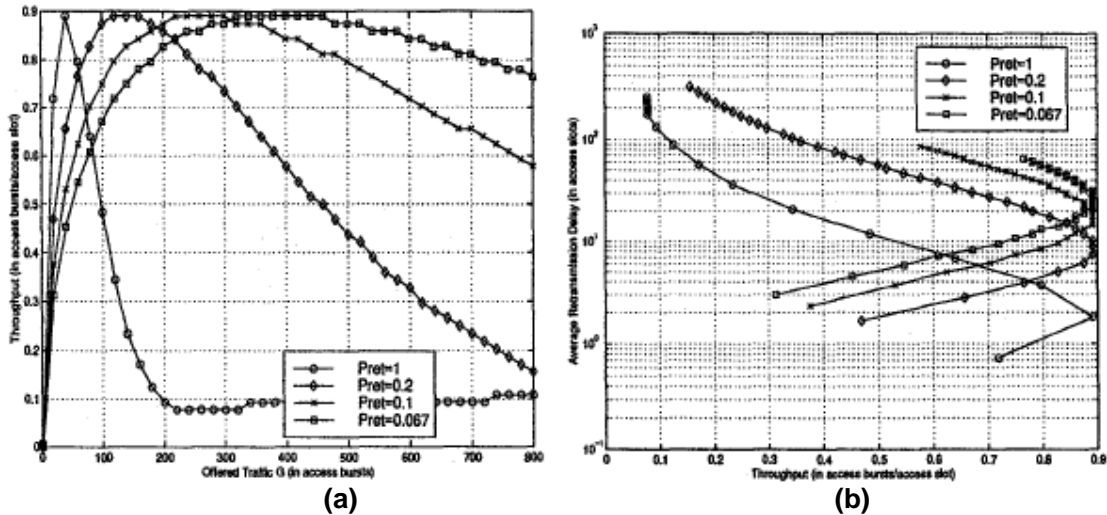 0.9
0.8
0.7
0.6
0.5
0.4
0.3
0.2
0.1
0
Throughput (in access bursts/access slot)
Pret=1
Pret=0.2
Pret=0.1
Pret=0.067
0 100 200 300 400 500 600 700 800
Offered Traffic G (in access bursts)
(a)
10³
10²
10¹
10⁰
10⁻¹
Average Retransmission Delay (in access slots)
Pret=1
Pret=0.2
Pret=0.1
Pret=0.067
0 0.1 0.2 0.3 0.4 0.5 0.6 0.7 0.8 0.9
Throughput (in access bursts/access slot)
(b)